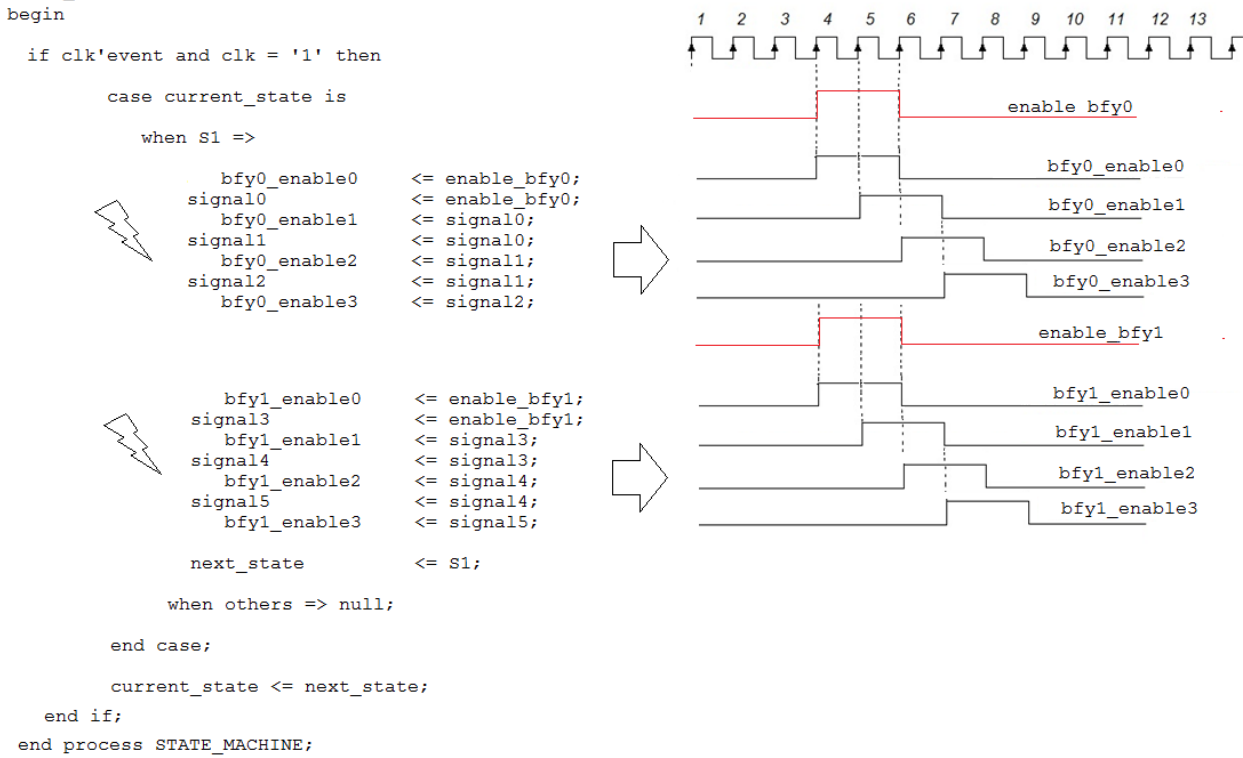 begin
if clk'event and clk = '1' then
case current_state is
when S1 =>
bfy0_enable0 <= enable_bfy0;
signal0 <= enable_bfy0;
bfy0_enable1 <= signal0;
signal1 <= signal0;
bfy0_enable2 <= signal1;
signal2 <= signal1;
bfy0_enable3 <= signal2;
bfy1_enable0 <= enable_bfy1;
signal3 <= enable_bfy1;
bfy1_enable1 <= signal3;
signal4 <= signal3;
bfy1_enable2 <= signal4;
signal5 <= signal4;
bfy1_enable3 <= signal5;
next_state <= S1;
when others => null;
end case;
current_state <= next_state;
end if;
end process STATE_MACHINE;
1 2 3 4 5 6 7 8 9 10 11 12 13
enable bfy0
bfy0_enable0
bfy0_enable1
bfy0_enable2
bfy0_enable3
enable_bfy1
bfy1_enable0
bfy1_enable1
bfy1_enable2
bfy1_enable3